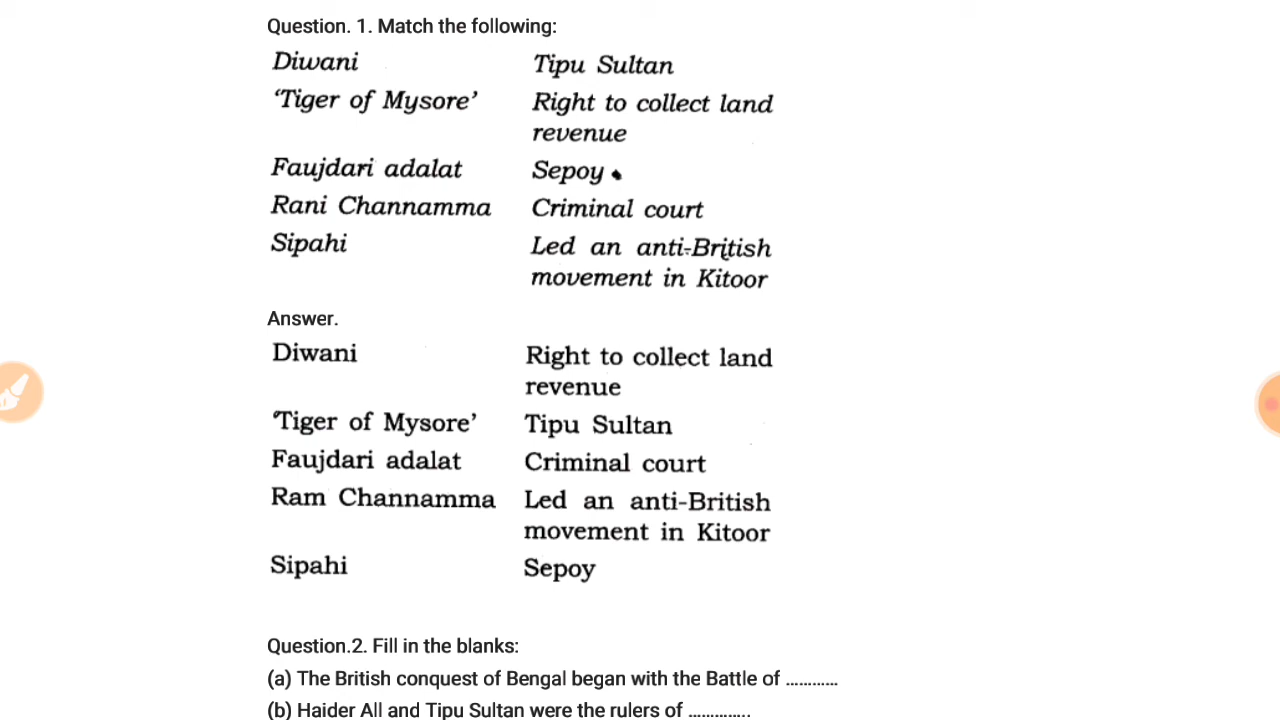 Question. 1. Match the following:
Diwani Tipu Sultan
‘Tiger of Mysore’ Right to collect land
revenue
Faujdari adalat Sepoy
Rani Channamma Criminal court
Sipahi Led an anti-British
movement in Kitoor
Answer.
Diwani Right to collect land
revenue
‘Tiger of Mysore’ Tipu Sultan
Faujdari adalat Criminal court
Ram Channamma Led an anti-British
movement in Kitoor
Sipahi Sepoy
Question.2. Fill in the blanks:
(a) The British conquest of Bengal began with the Battle of ............
(b) Haider All and Tipu Sultan were the rulers of ..............